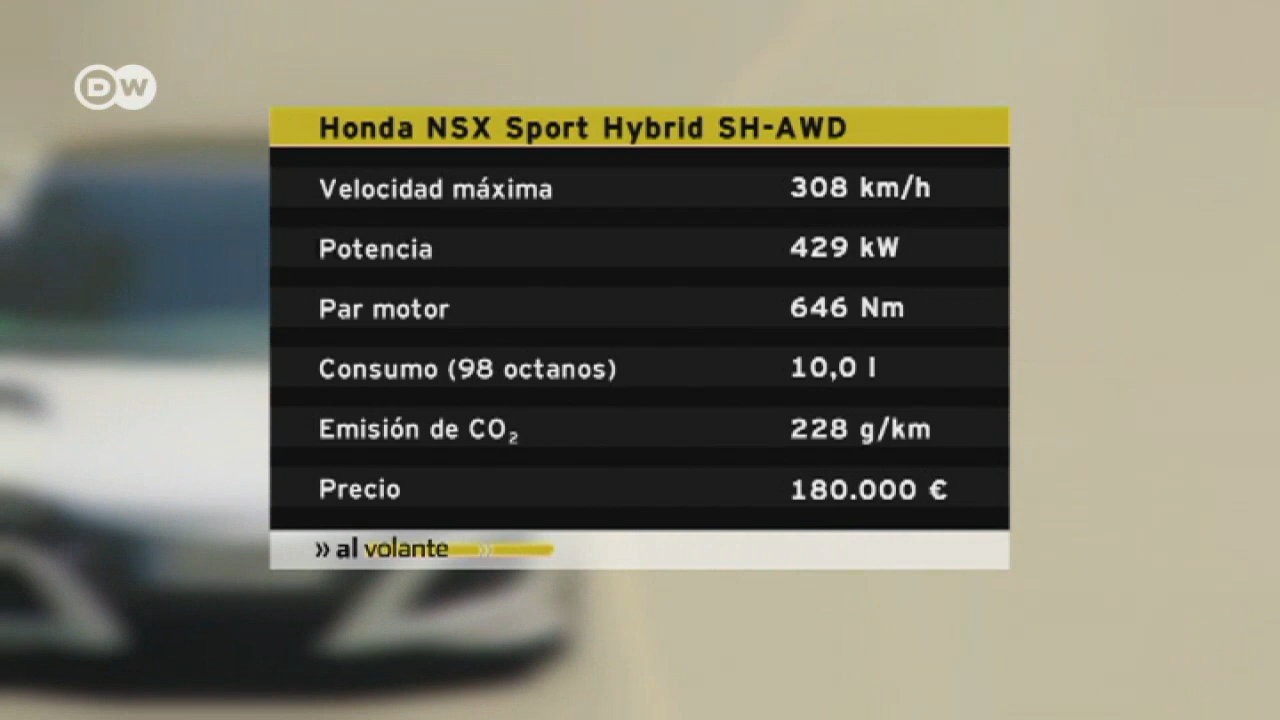 DW
Honda NSX Sport Hybrid SH-AWD
Velocidad máxima 308 km/h
Potencia 429 kW
Par motor 646 Nm
Consumo (98 octanos) 10,0 l
Emisión de CO₂ 228 g/km
Precio 180.000 €
» al volante »